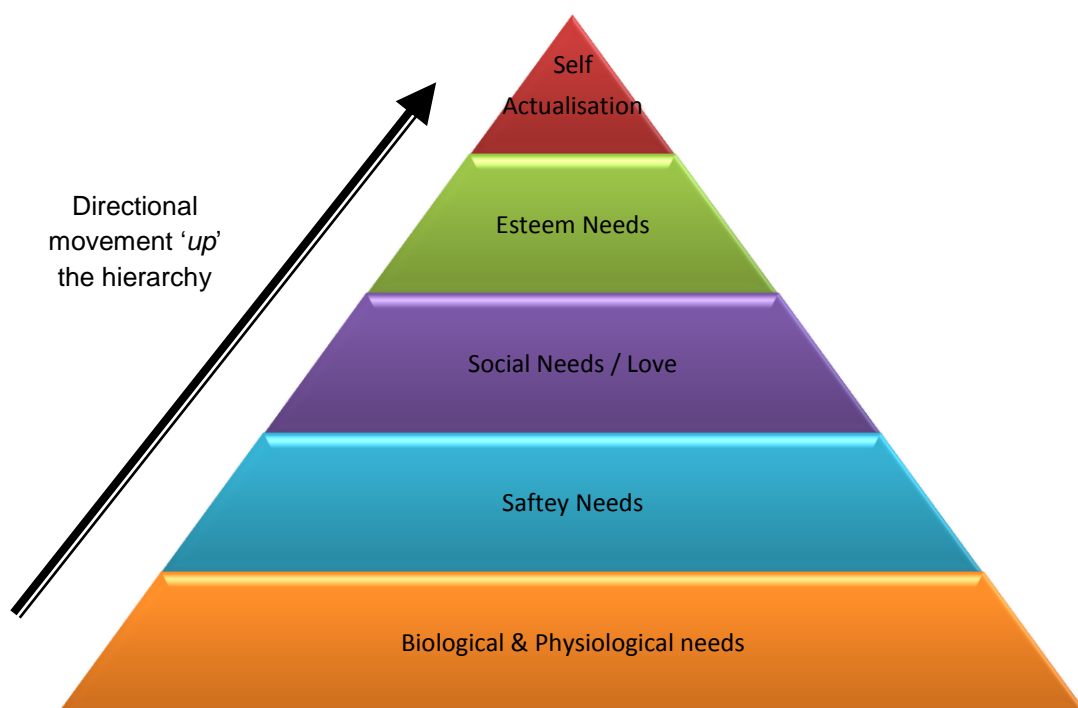 Self
Actualisation
Directional
movement ‘up’
the hierarchy
Esteem Needs
Social Needs / Love
Saftey Needs
Biological & Physiological needs